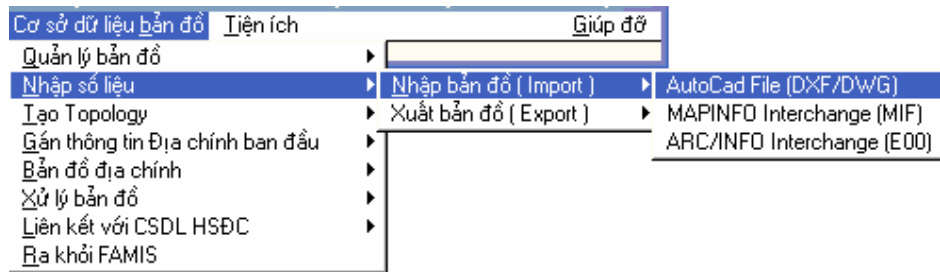 Cơ sở dữ liệu bản đồ Tiện ích Giúp đỡ
Quản lý bản đồ
Nhập số liệu Nhập bản đồ ( Import ) AutoCad File (DXF/DWG)
Tạo Topology Xuất bản đồ ( Export ) MAPINFO Interchange (MIF)
Gán thông tin Địa chính ban đầu ARC/INFO Interchange (E00)
Bản đồ địa chính
Xử lý bản đồ
Liên kết với CSDL HSĐC
Ra khỏi FAMIS